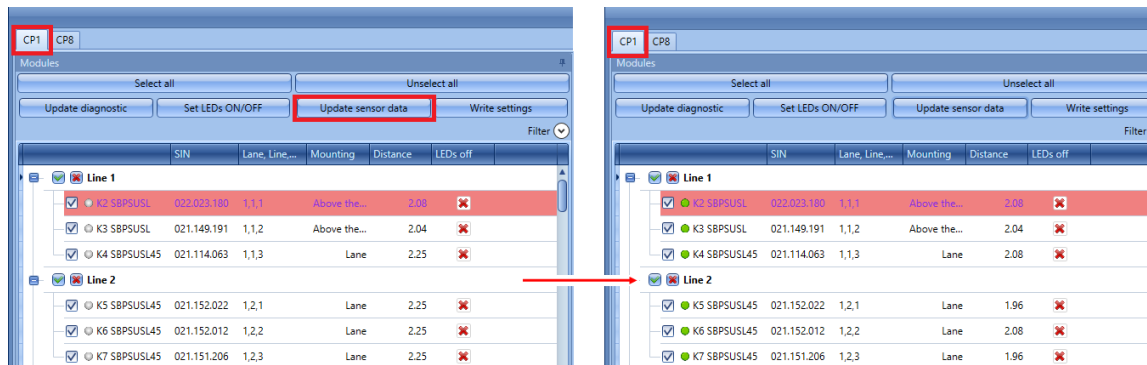 CP1 CP8
Modules
Select all Unselect all
Update diagnostic Set LEDs ON/OFF Update sensor data Write settings
Filter
SIN Lane, Line,... Mounting Distance LEDs off
Line 1
K2 SBPSUSL 022.023.180 1,1,1 Above the... 2.08
K3 SBPSUSL 021.149.191 1,1,2 Above the... 2.04
K4 SBPSUSL45 021.114.063 1,1,3 Lane 2.25
Line 2
K5 SBPSUSL45 021.152.022 1,2,1 Lane 2.25
K6 SBPSUSL45 021.152.012 1,2,2 Lane 2.25
K7 SBPSUSL45 021.151.206 1,2,3 Lane 2.25
CP1 CP8
Modules
Select all Unselect all
Update diagnostic Set LEDs ON/OFF Update sensor data Write settings
Filter
SIN Lane, Line,... Mounting Distance LEDs off
Line 1
K2 SBPSUSL 022.023.180 1,1,1 Above the... 2.08
K3 SBPSUSL 021.149.191 1,1,2 Above the... 2.04
K4 SBPSUSL45 021.114.063 1,1,3 Lane 2.08
Line 2
K5 SBPSUSL45 021.152.022 1,2,1 Lane 1.96
K6 SBPSUSL45 021.152.012 1,2,2 Lane 2.08
K7 SBPSUSL45 021.151.206 1,2,3 Lane 1.96